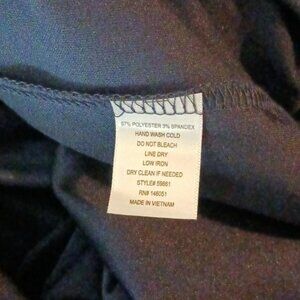 97% POLYESTER 3% SPANDEX
HAND WASH COLD
DO NOT BLEACH
LINE DRY
LOW IRON
DRY CLEAN IF NEEDED
STYLE# 59661
RN# 146051
MADE IN VIETNAM